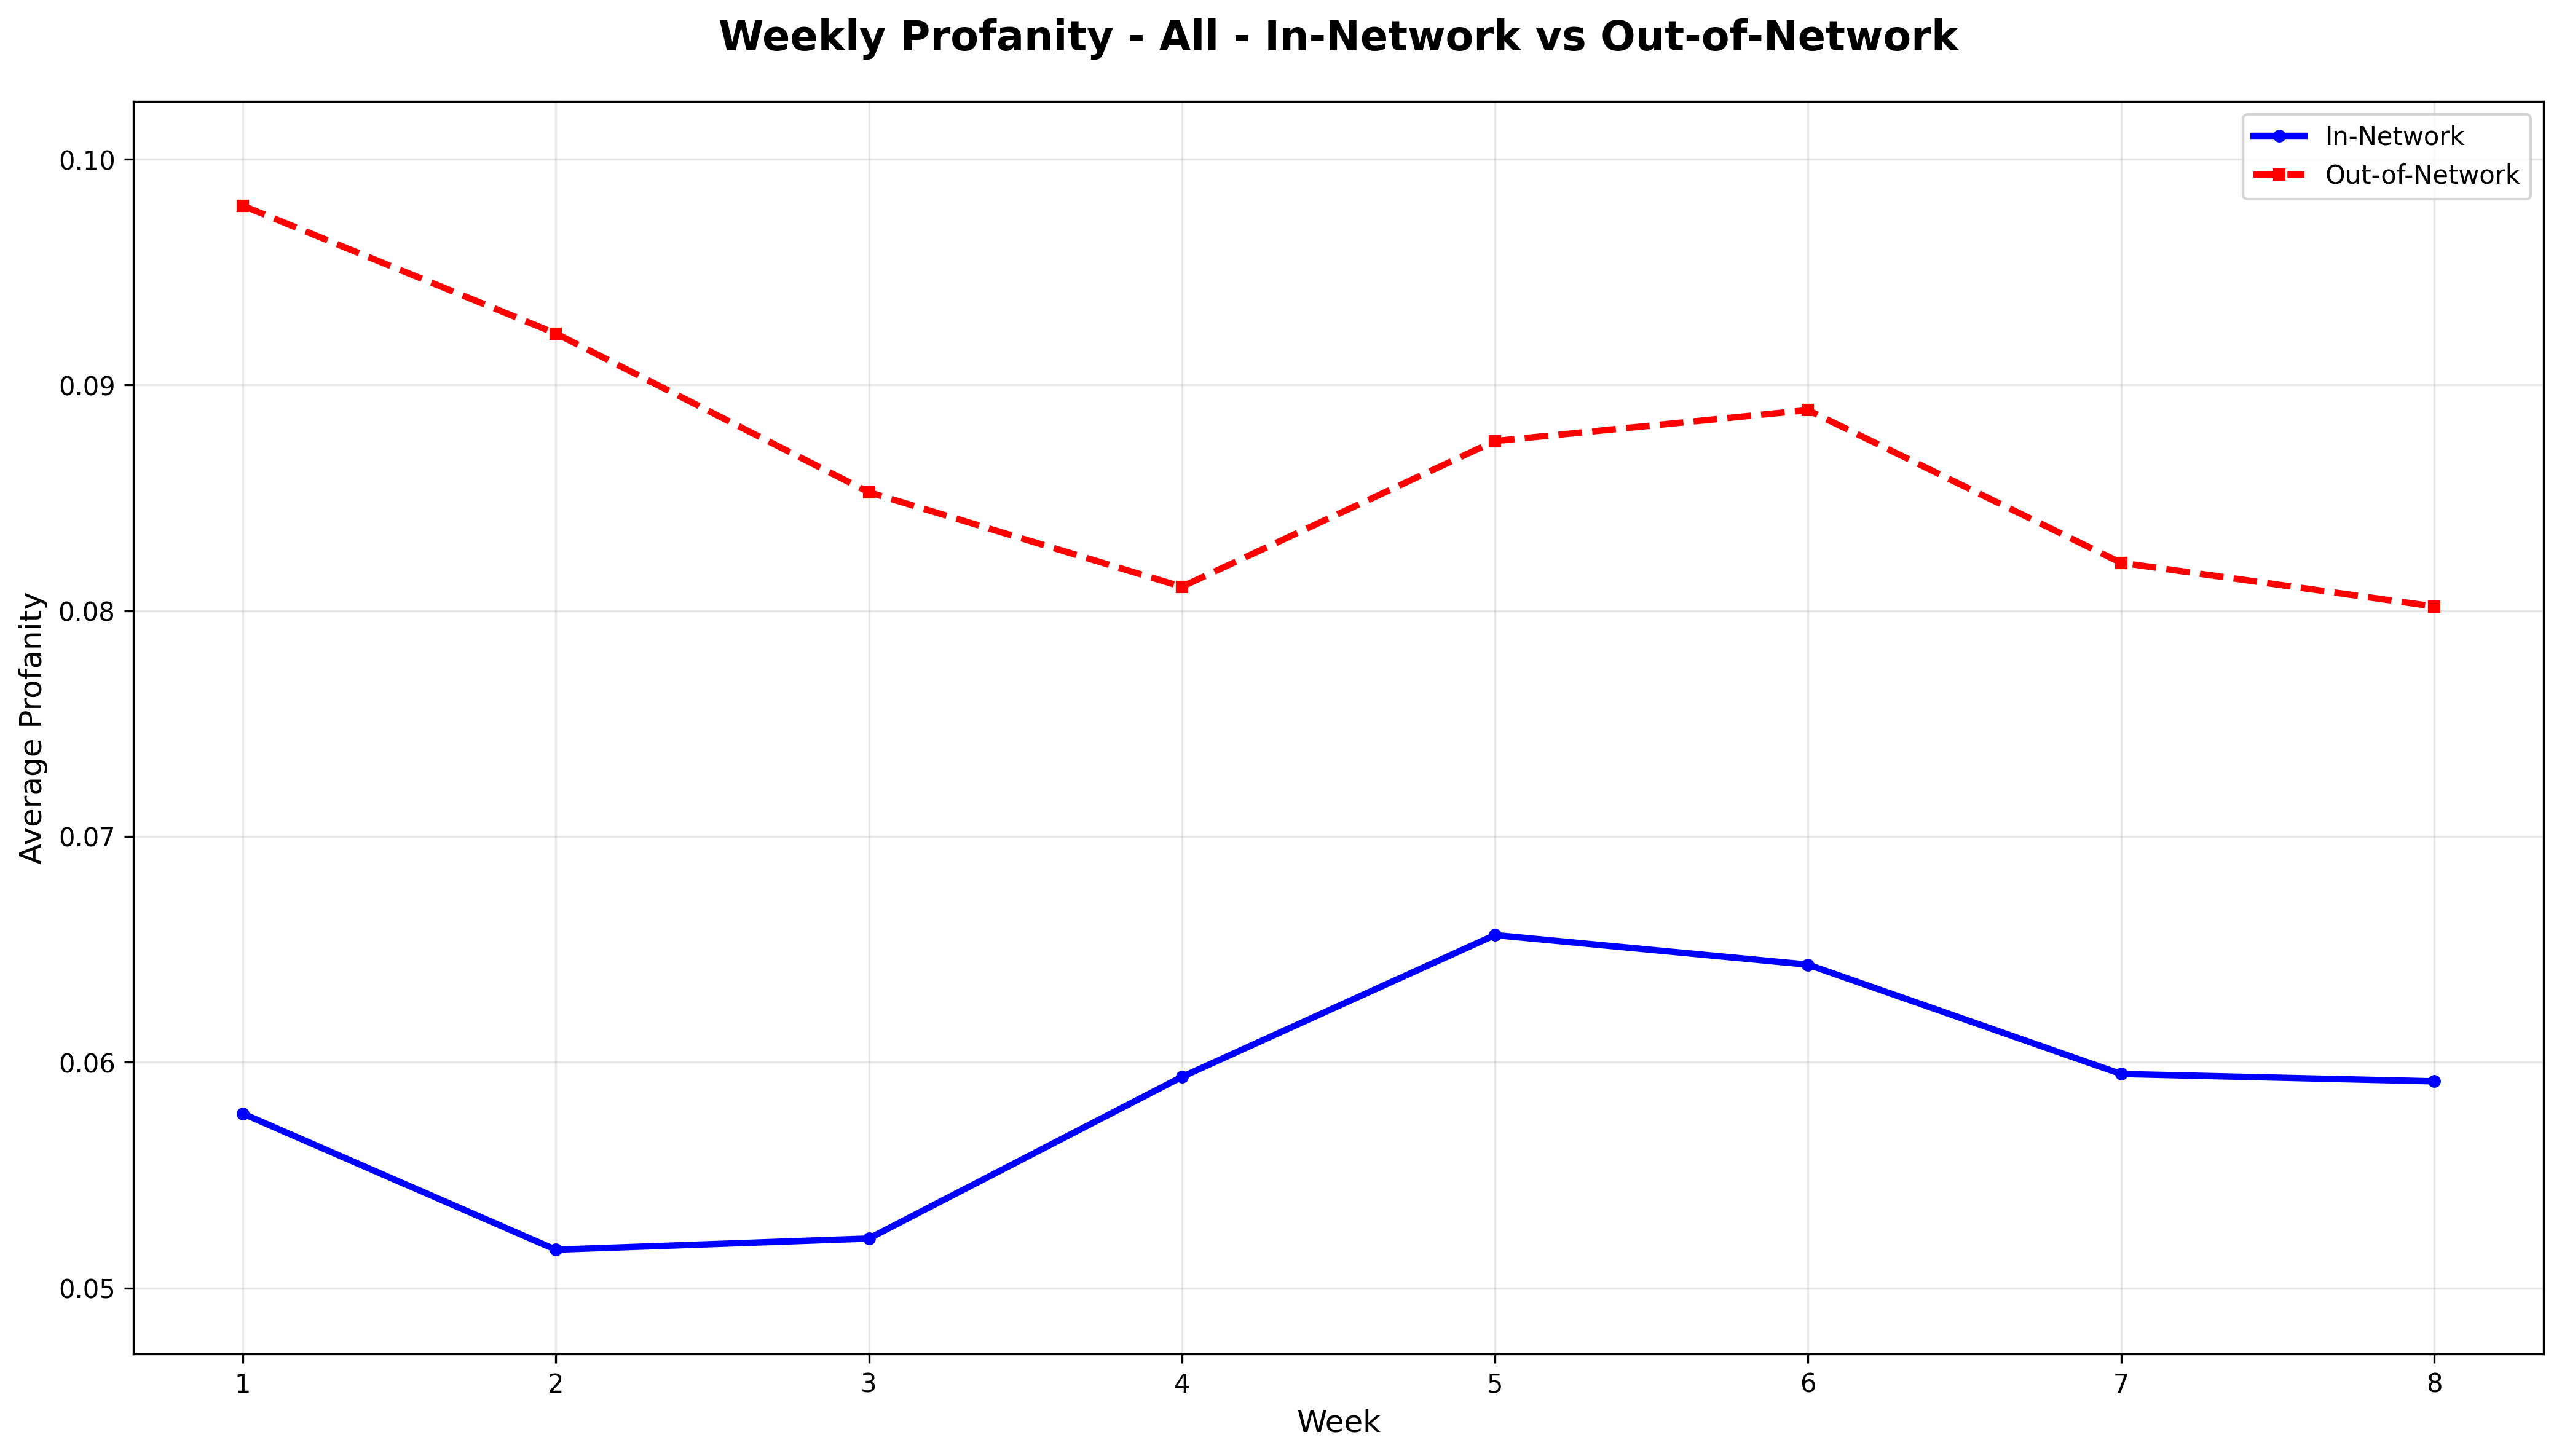 Weekly Profanity - All - In-Network vs Out-of-Network
In-Network
Out-of-Network
Average Profanity
0.10
0.09
0.08
0.07
0.06
0.05
1 2 3 4 5 6 7 8
Week